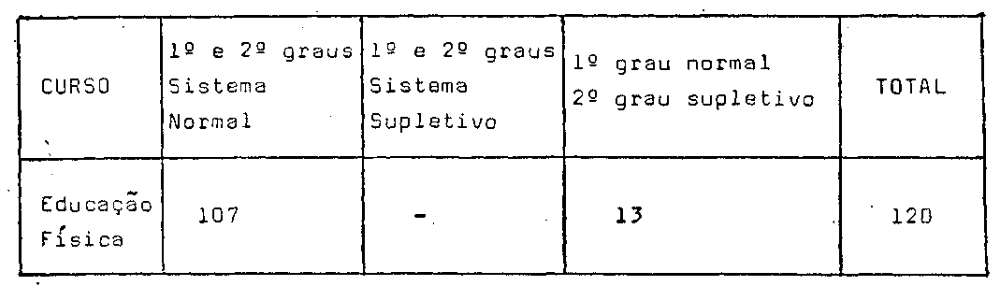 CURSO
1º e 2º graus
Sistema
Normal
1º e 2º graus
Sistema
Supletivo
1º grau normal
2º grau supletivo
TOTAL
Educação
Física
107
-
13
120